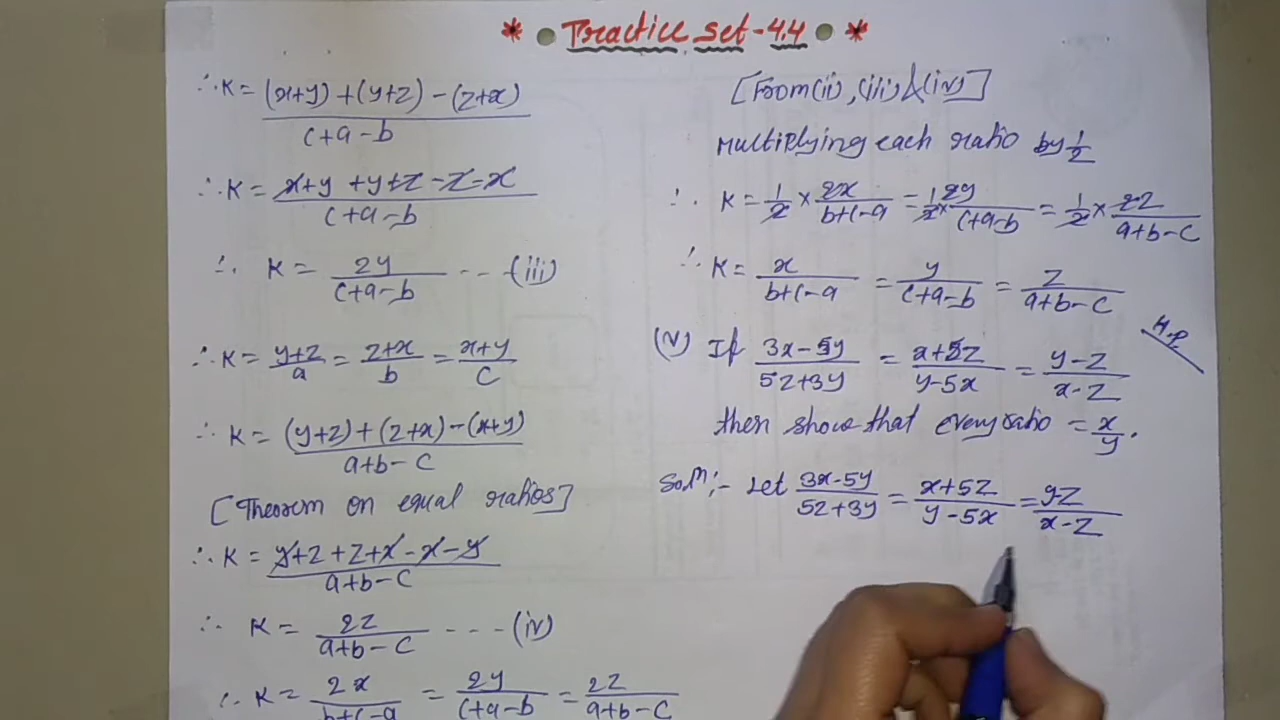 Practice set-4.4
∴ K = (x+y) + (y+z) - (z+x) / c+a-b
∴ K = x+y +y+z -z-x / c+a-b
∴ K = 2y / c+a-b --- (iii)
∴ K = y+z / a = z+x / b = x+y / c
∴ K = (y+z) + (z+x) - (x+y) / a+b-c
[Theorem on equal ratios]
∴ K = y+z+z+x-x-y / a+b-c
∴ K = 2z / a+b-c ---- (iv)
∴ K = 2x / b+c-a = 2y / c+a-b = 2z / a+b-c
[From (ii), (iii) & (iv)]
Multiplying each ratio by 1/2
∴ K = 1/2 × 2x / b+c-a = 1/2 × 2y / c+a-b = 1/2 × 2z / a+b-c
∴ K = x / b+c-a = y / c+a-b = z / a+b-c
H.P
(v) If 3x-5y / 5z+3y = x+5z / y-5x = y-z / x-z
then show that every ratio = x/y.
Solⁿ:- Let 3x-5y / 5z+3y = x+5z / y-5x = y-z / x-z